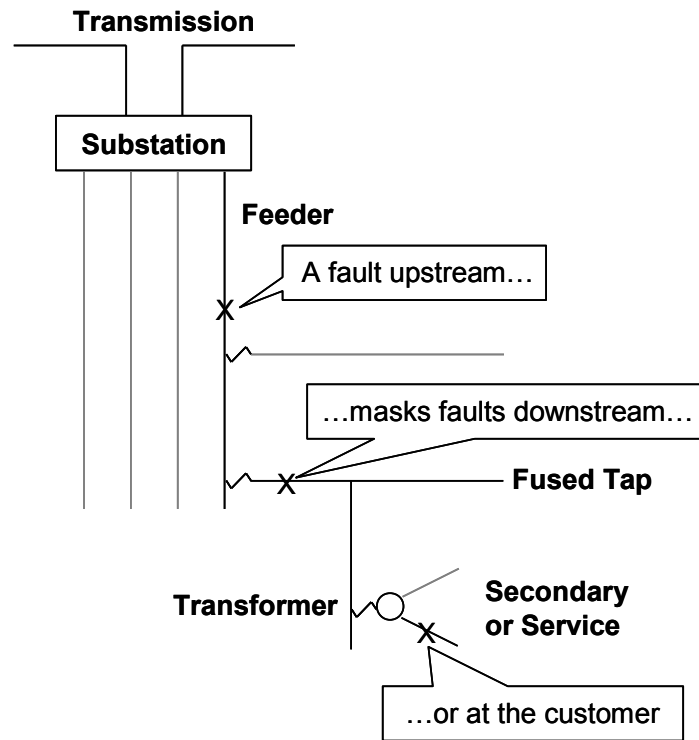 Transmission
Substation
Feeder
A fault upstream…
…masks faults downstream…
Fused Tap
Transformer
Secondary
or Service
…or at the customer